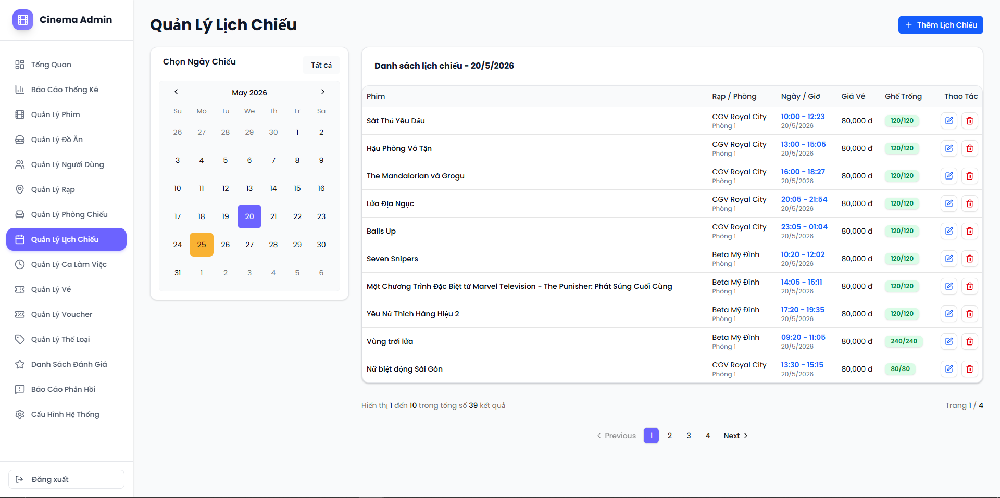 Cinema Admin
Tổng Quan
Báo Cáo Thống Kê
Quản Lý Phim
Quản Lý Đồ Ăn
Quản Lý Người Dùng
Quản Lý Rạp
Quản Lý Phòng Chiếu
Quản Lý Lịch Chiếu
Quản Lý Ca Làm Việc
Quản Lý Vé
Quản Lý Voucher
Quản Lý Thể Loại
Danh Sách Đánh Giá
Báo Cáo Phản Hồi
Cấu Hình Hệ Thống
Đăng xuất
Quản Lý Lịch Chiếu
+ Thêm Lịch Chiếu
Chọn Ngày Chiếu
Tất cả
May 2026
Su Mo Tu We Th Fr Sa
26 27 28 29 30 1 2
3 4 5 6 7 8 9
10 11 12 13 14 15 16
17 18 19 20 21 22 23
24 25 26 27 28 29 30
31 1 2 3 4 5 6
Danh sách lịch chiếu - 20/5/2026
Phim Rạp / Phòng Ngày / Giờ Giá Vé Ghế Trống Thao Tác
Sát Thủ Yêu Dấu CGV Royal City 10:00 - 12:23 80,000 đ 120/120
Phòng 1 20/5/2026
Hậu Phòng Vô Tận CGV Royal City 13:00 - 15:05 80,000 đ 120/120
Phòng 1 20/5/2026
The Mandalorian và Grogu CGV Royal City 16:00 - 18:27 80,000 đ 120/120
Phòng 1 20/5/2026
Lửa Địa Ngục CGV Royal City 20:05 - 21:54 80,000 đ 120/120
Phòng 1 20/5/2026
Balls Up CGV Royal City 23:05 - 01:04 80,000 đ 120/120
Phòng 1 20/5/2026
Seven Snipers Beta Mỹ Đình 10:20 - 12:02 80,000 đ 120/120
Phòng 1 20/5/2026
Một Chương Trình Đặc Biệt từ Marvel Television - The Punisher: Phát Súng Cuối Cùng Beta Mỹ Đình 14:05 - 15:11 80,000 đ 120/120
Phòng 1 20/5/2026
Yêu Nữ Thích Hàng Hiệu 2 Beta Mỹ Đình 17:20 - 19:35 80,000 đ 120/120
Phòng 1 20/5/2026
Vùng trời lửa Beta Mỹ Đình 09:20 - 11:05 80,000 đ 240/240
Phòng 1 20/5/2026
Nữ biệt động Sài Gòn CGV Royal City 13:30 - 15:15 80,000 đ 80/80
Phòng 1 20/5/2026
Hiển thị 1 đến 10 trong tổng số 39 kết quả
Trang 1 / 4
Previous 1 2 3 4 Next